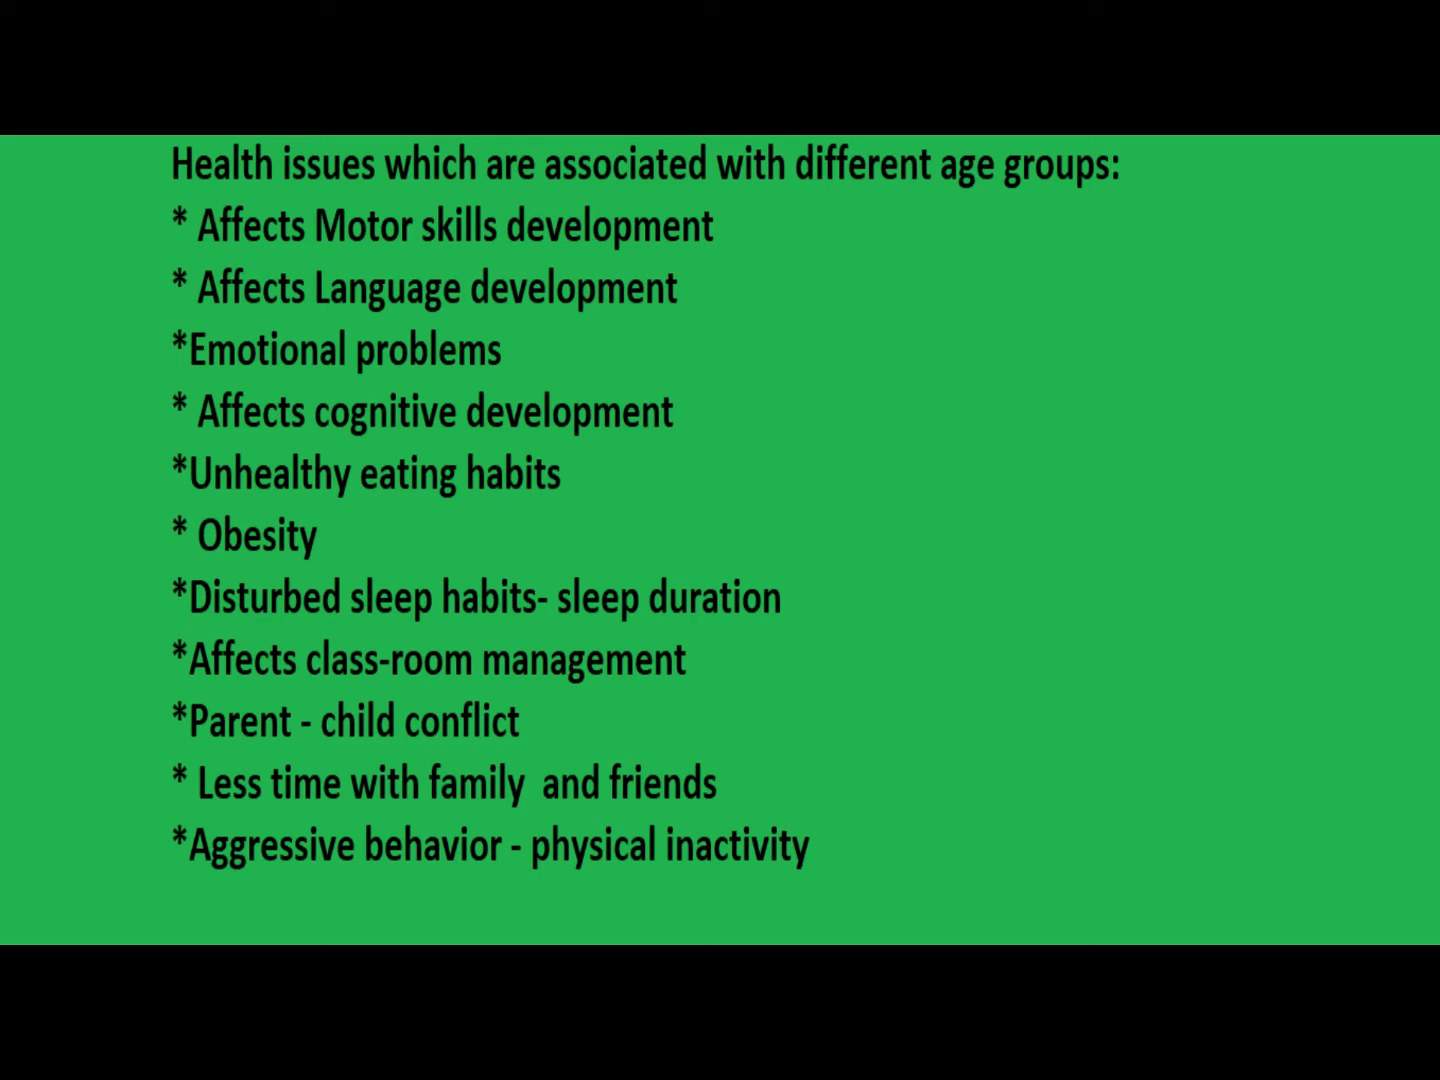 Health issues which are associated with different age groups:
* Affects Motor skills development
* Affects Language development
*Emotional problems
* Affects cognitive development
*Unhealthy eating habits
* Obesity
*Disturbed sleep habits- sleep duration
*Affects class-room management
*Parent - child conflict
* Less time with family  and friends
*Aggressive behavior - physical inactivity